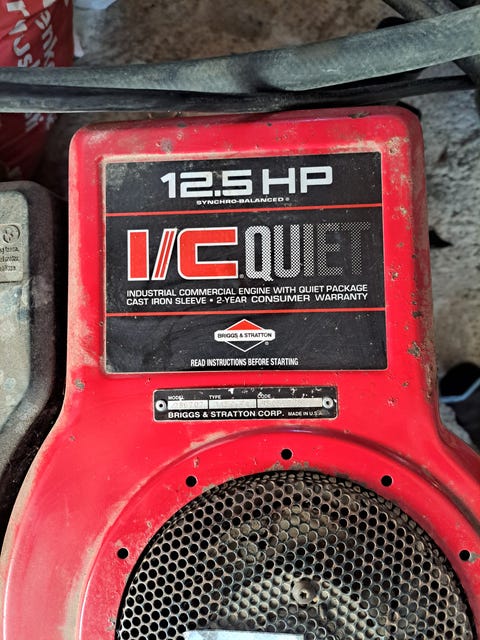 12.5 HP
SYNCHRO-BALANCED ®
I/C® QUIET
INDUSTRIAL COMMERCIAL ENGINE WITH QUIET PACKAGE
CAST IRON SLEEVE • 2-YEAR CONSUMER WARRANTY
BRIGGS & STRATTON
READ INSTRUCTIONS BEFORE STARTING
MODEL TYPE CODE
BRIGGS & STRATTON CORP. MADE IN U.S.A.